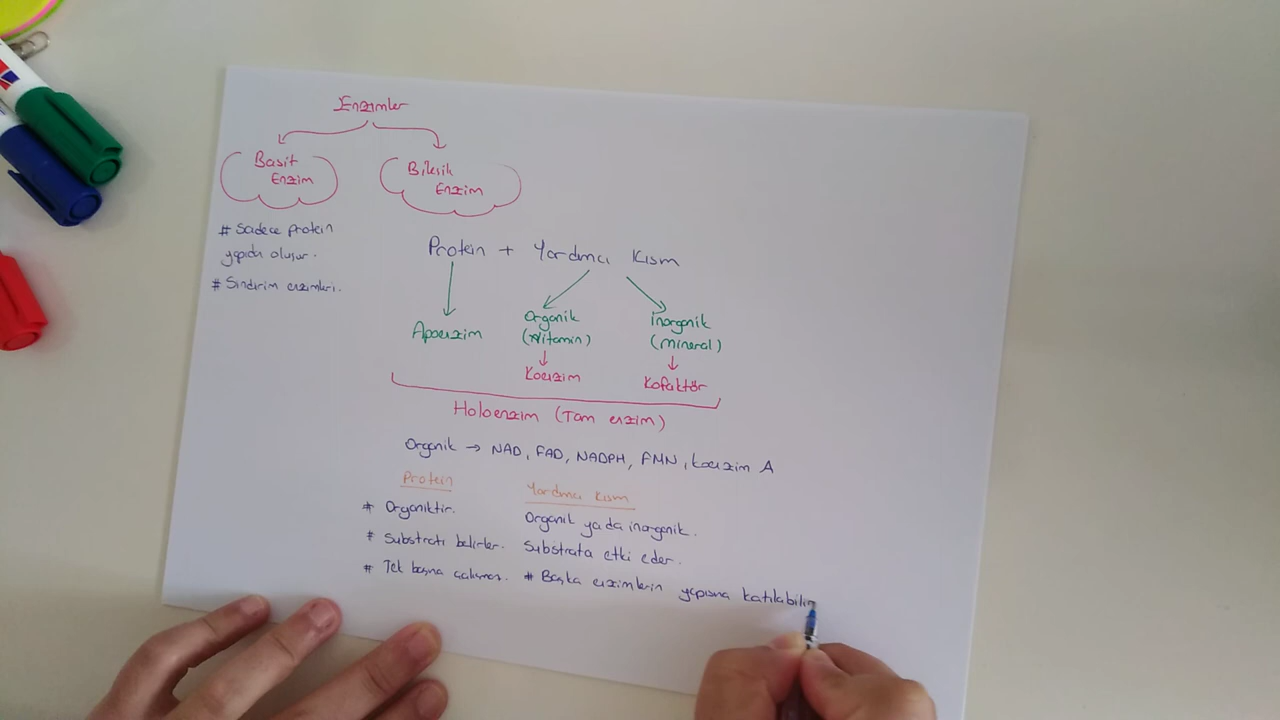 Enzimler
Basit
Enzim
Bileşik
Enzim
# Sadece protein
yapıda oluşur.
# Sindirim enzimleri.
Protein + Yardımcı Kısım
Apoenzim
Organik
(Vitamin)
Koenzim
İnorganik
(mineral)
Kofaktör
Holoenzim (Tam enzim)
Organik → NAD, FAD, NADPH, FMN, koenzim A
Protein
Yardımcı Kısım
# Organiktir.
Organik ya da inorganik.
# Substratı belirler.
Substrata etki eder.
# Tek başına çalışmaz.
# Başka enzimlerin yapısına katılabilir